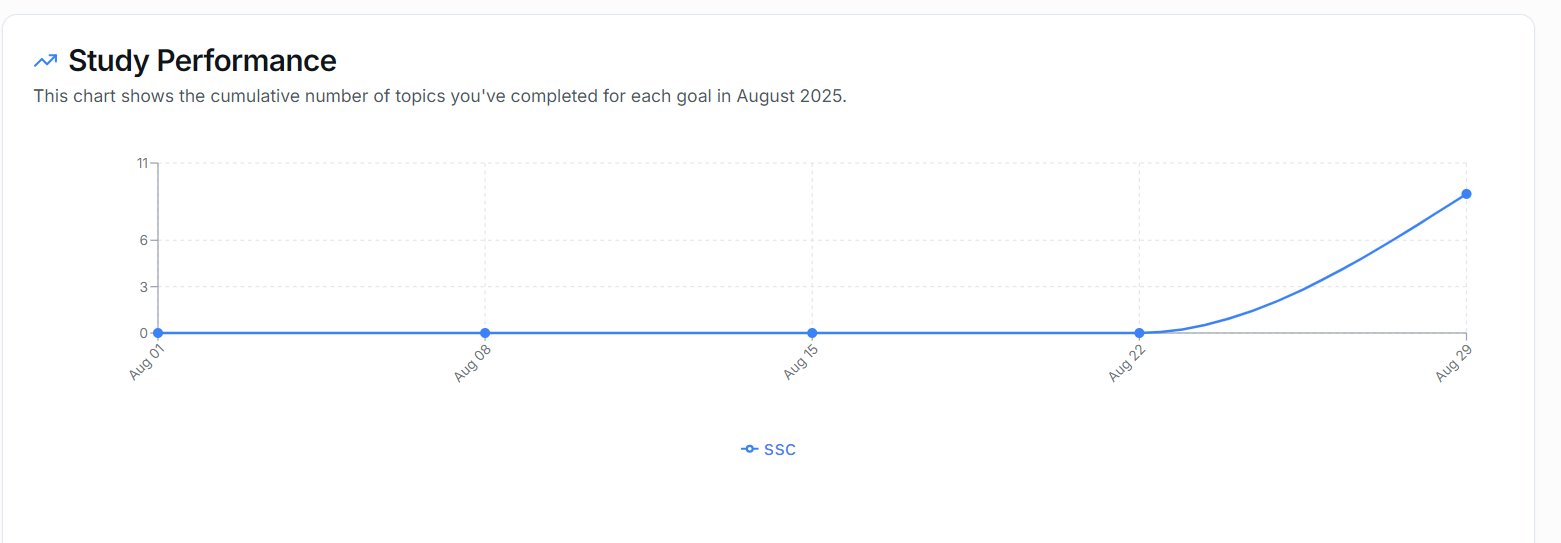 Study Performance
This chart shows the cumulative number of topics you've completed for each goal in August 2025.
11
6
3
0
Aug 01
Aug 08
Aug 15
Aug 22
Aug 29
ssc